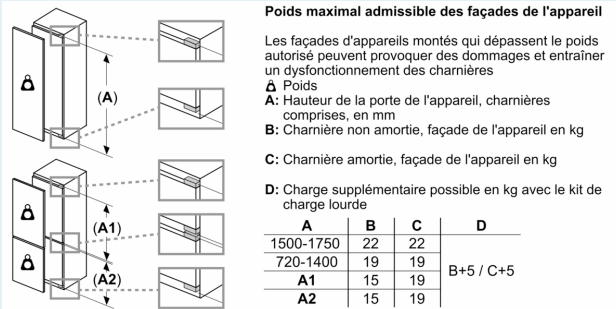 Poids maximal admissible des façades de l'appareil
Les façades d'appareils montés qui dépassent le poids
autorisé peuvent provoquer des dommages et entraîner
un dysfonctionnement des charnières
Poids
A: Hauteur de la porte de l'appareil, charnières
comprises, en mm
B: Charnière non amortie, façade de l'appareil en kg
C: Charnière amortie, façade de l'appareil en kg
D: Charge supplémentaire possible en kg avec le kit de
charge lourde
A B C D
1500-1750 22 22
720-1400 19 19
B+5 / C+5
A1 15 19
A2 15 19
(A)
(A1)
(A2)